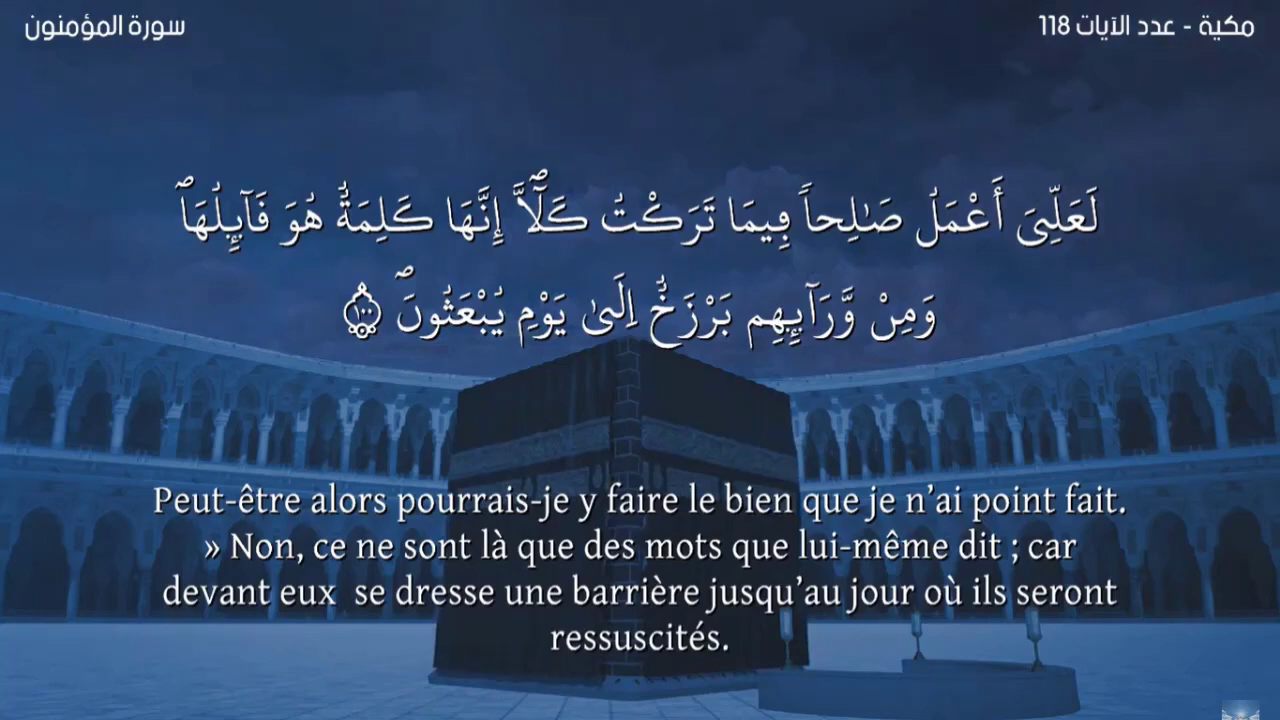 مكية - عدد الآيات 118
سورة المؤمنون
لَعَلِّىَ أَعْمَلُ صَـٰلِحاً فِيمَا تَرَكْتُ كَلَّآۖ إِنَّهَا كَلِمَةٌ هُوَ قَآئِلُهَاۖ
وَمِنْ وَّرَآئِهِم بَرْزَخٌ اِلَىٰ يَوْمِ يُبْعَثُونَۖ ١٠٠
Peut-être alors pourrais-je y faire le bien que je n’ai point fait.
» Non, ce ne sont là que des mots que lui-même dit ; car
devant eux se dresse une barrière jusqu’au jour où ils seront
ressuscités.